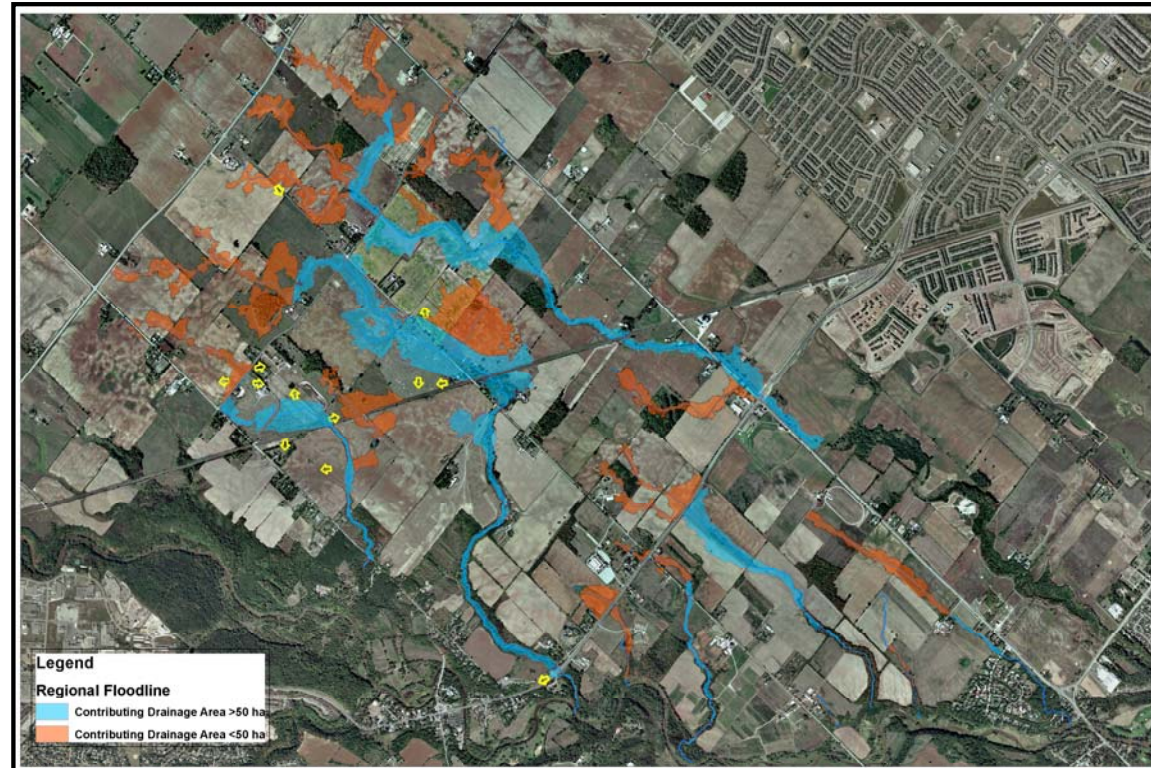 Legend
Regional Floodline
Contributing Drainage Area >50 ha
Contributing Drainage Area <50 ha